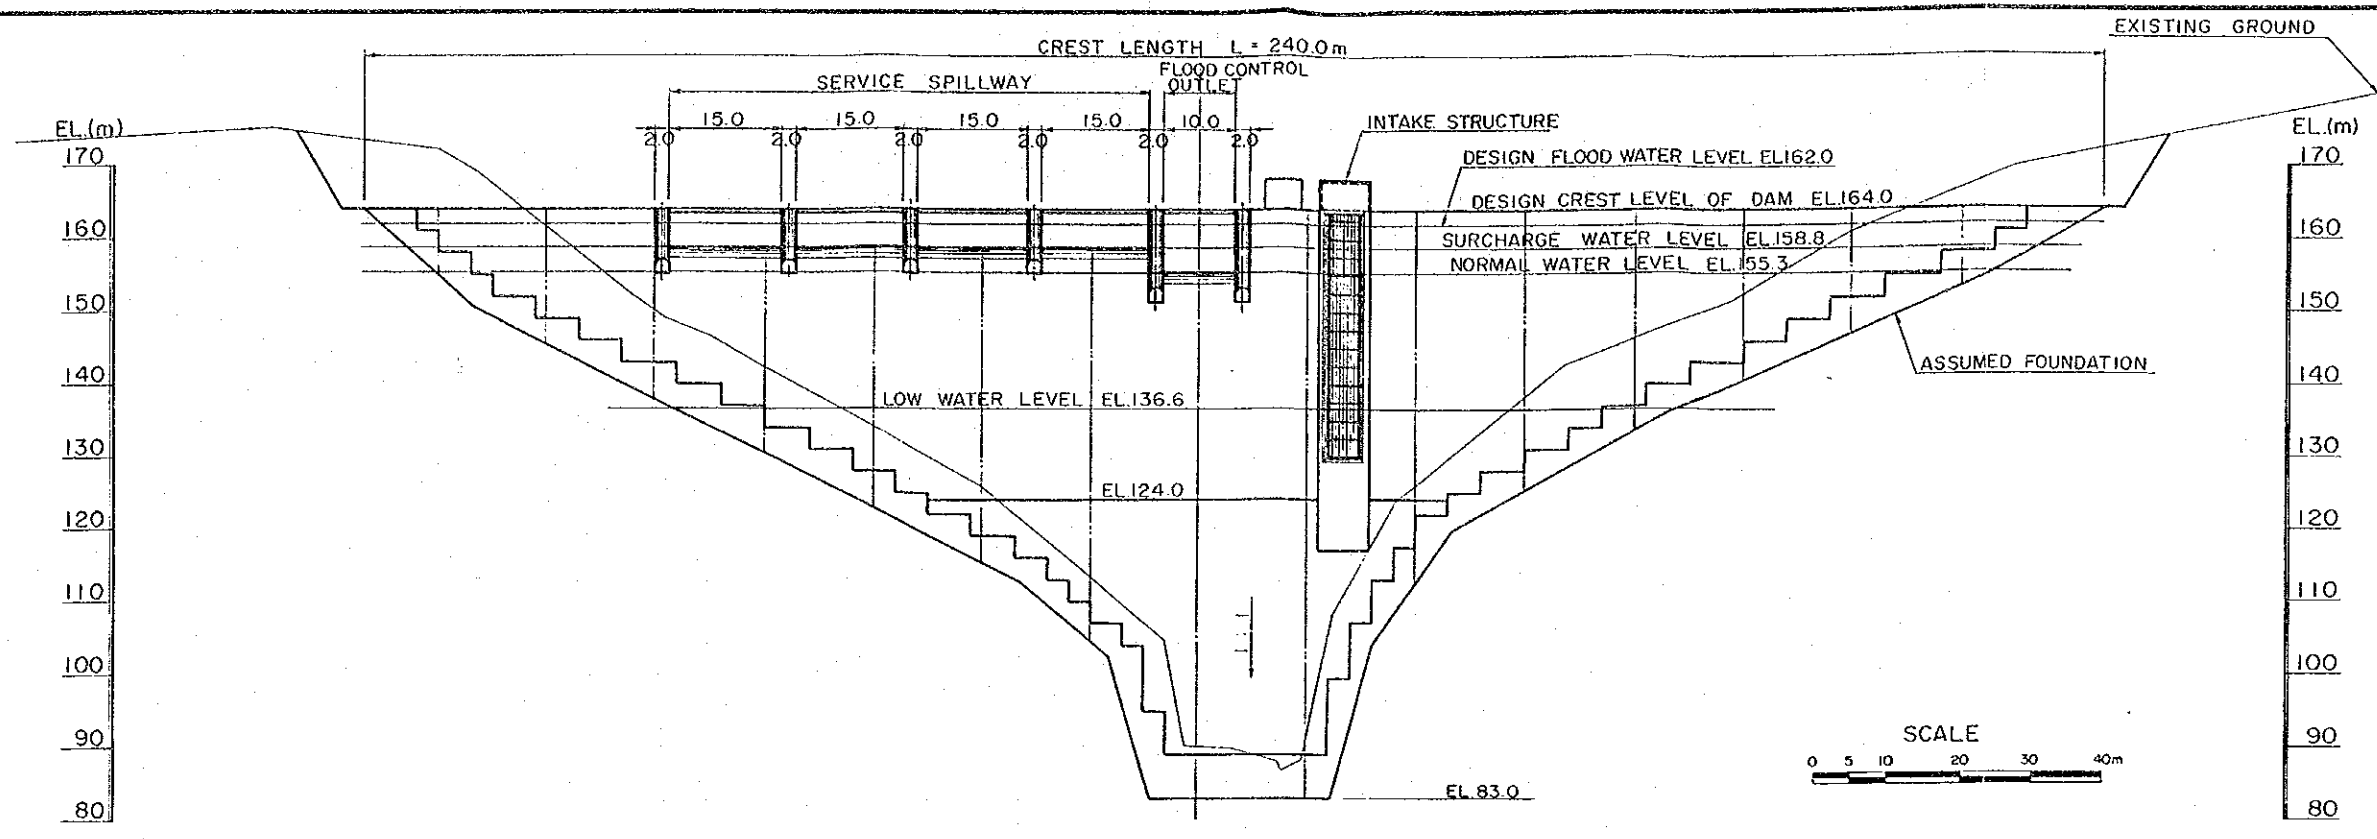 EXISTING GROUND
CREST LENGTH L = 240.0m
FLOOD CONTROL
OUTLET
SERVICE SPILLWAY
15.0 15.0 15.0 15.0 10.0
2.0 2.0 2.0 2.0 2.0 2.0
INTAKE STRUCTURE
EL.(m) EL.(m)
DESIGN FLOOD WATER LEVEL EL162.0
170 170
DESIGN CREST LEVEL OF DAM EL.164.0
160 160
SURCHARGE WATER LEVEL EL.158.8
NORMAL WATER LEVEL EL.155.3
150 150
ASSUMED FOUNDATION
140 140
LOW WATER LEVEL EL.136.6
130 130
EL.124.0
120 120
110 110
100 100
90 90
SCALE
0 5 10 20 30 40m
EL.83.0
80 80